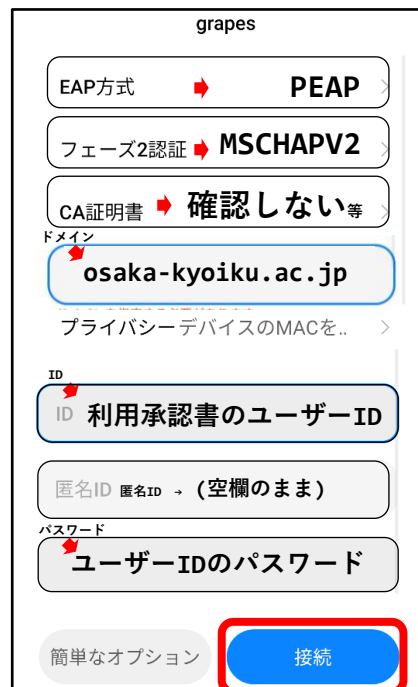 grapes
EAP方式 ➡ PEAP
フェーズ2認証 ➡ MSCHAPV2
CA証明書 ➡ 確認しない等
ドメイン
osaka-kyoiku.ac.jp
プライバシー デバイスのMACを..
ID
ID 利用承認書のユーザーID
匿名ID 匿名ID → (空欄のまま)
パスワード
ユーザーIDのパスワード
簡単なオプション 接続